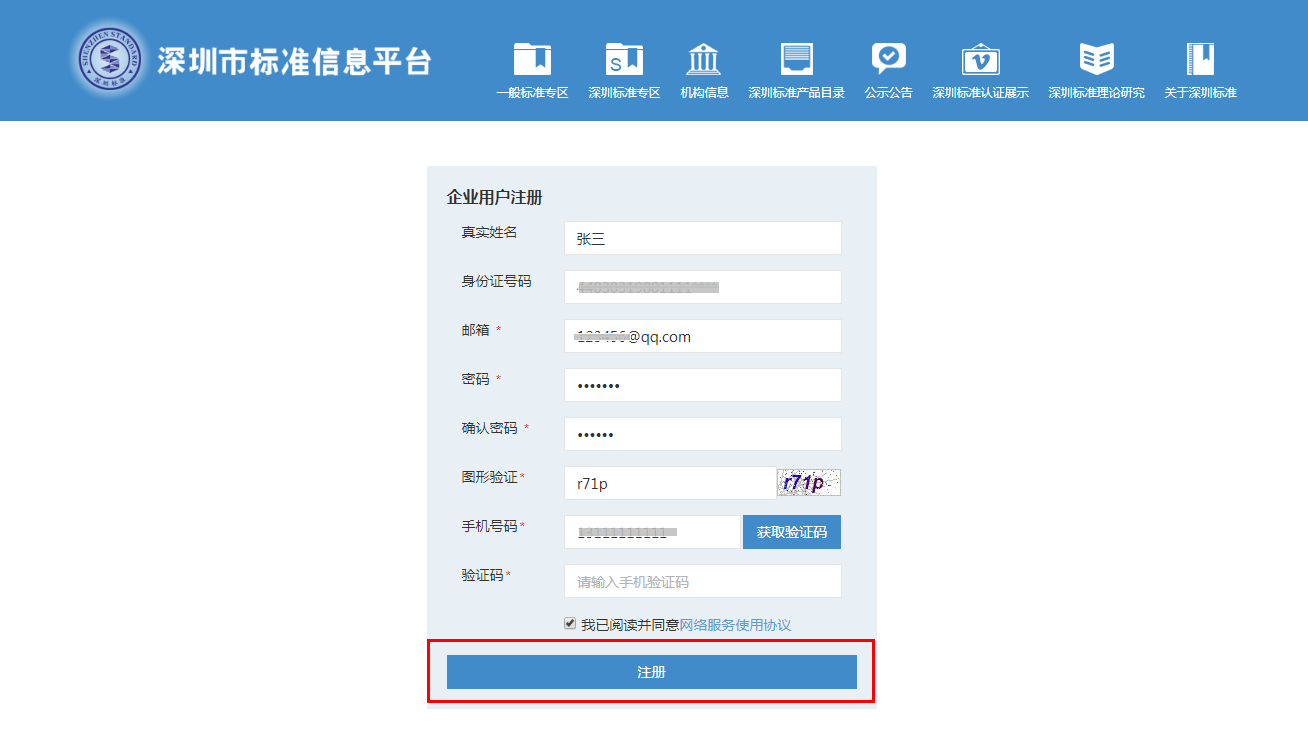 SHENZHEN STANDARD
深圳标准
深圳市标准信息平台
一般标准专区
S
深圳标准专区
机构信息
深圳标准产品目录
公示公告
深圳标准认证展示
深圳标准理论研究
关于深圳标准
企业用户注册
真实姓名 张三
身份证号码
邮箱 * @qq.com
密码 * •••••••
确认密码 * ••••••
图形验证* r71p r71p
手机号码* 获取验证码
验证码* 请输入手机验证码
我已阅读并同意网络服务使用协议
注册